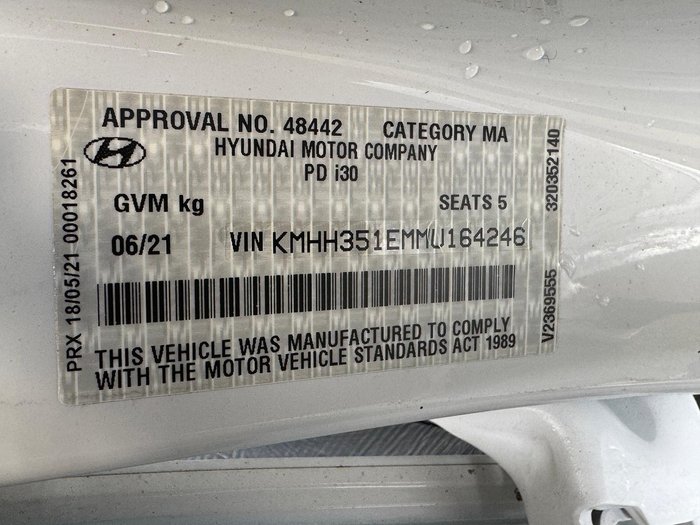 APPROVAL NO. 48442 CATEGORY MA
HYUNDAI MOTOR COMPANY
PD i30
GVM kg SEATS 5
06/21 VIN KMHH351EMMU164246
THIS VEHICLE WAS MANUFACTURED TO COMPLY
WITH THE MOTOR VEHICLE STANDARDS ACT 1989
PRX 18/05/21 00018261
V2369555 320352140